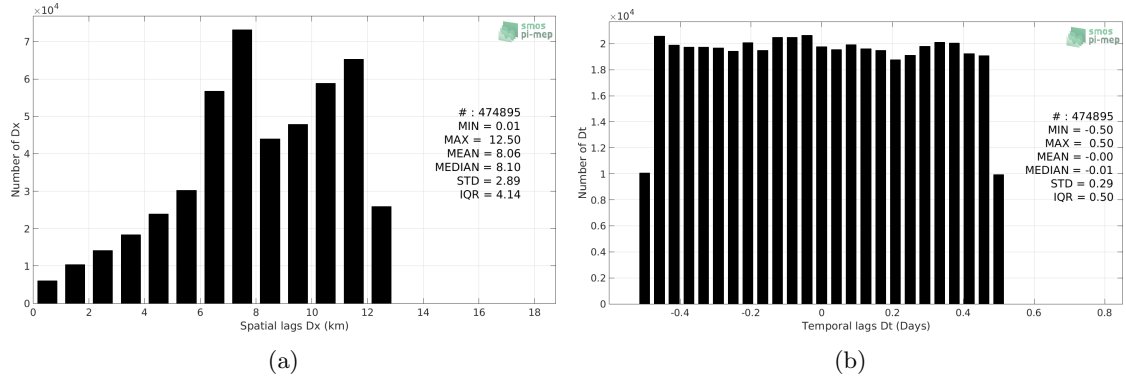 ×10⁴
7
6
5
4
3
2
1
0
Number of Dx
smos
pi-mep
# : 474895
MIN = 0.01
MAX = 12.50
MEAN = 8.06
MEDIAN = 8.10
STD = 2.89
IQR = 4.14
0 2 4 6 8 10 12 14 16 18
Spatial lags Dx (km)
(a)
×10⁴
2
1.8
1.6
1.4
1.2
1
0.8
0.6
0.4
0.2
0
Number of Dt
smos
pi-mep
# : 474895
MIN = -0.50
MAX = 0.50
MEAN = -0.00
MEDIAN = -0.01
STD = 0.29
IQR = 0.50
-0.4 -0.2 0 0.2 0.4 0.6 0.8
Temporal lags Dt (Days)
(b)